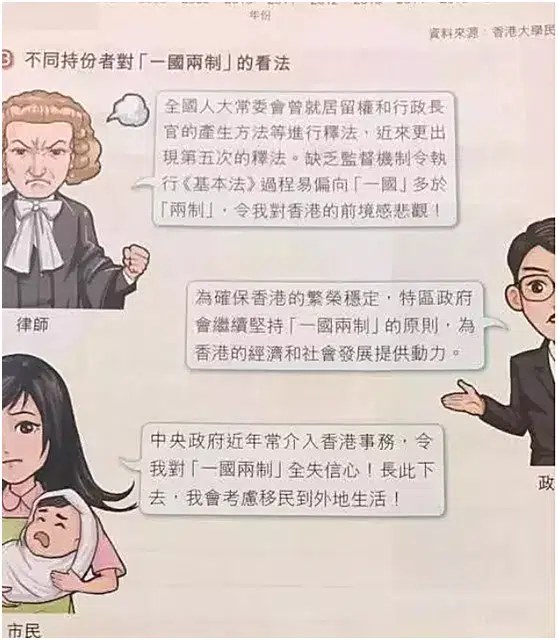 年份
資料來源：香港大學民
3 不同持份者對「一國兩制」的看法
全國人大常委會曾就居留權和行政長
官的產生方法等進行釋法，近來更出
現第五次的釋法。缺乏監督機制令執
行《基本法》過程易偏向「一國」多於
「兩制」，令我對香港的前境感悲觀！
律師
為確保香港的繁榮穩定，特區政府
會繼續堅持「一國兩制」的原則，為
香港的經濟和社會發展提供動力。
政
中央政府近年常介入香港事務，令
我對「一國兩制」全失信心！長此下
去，我會考慮移民到外地生活！
市民